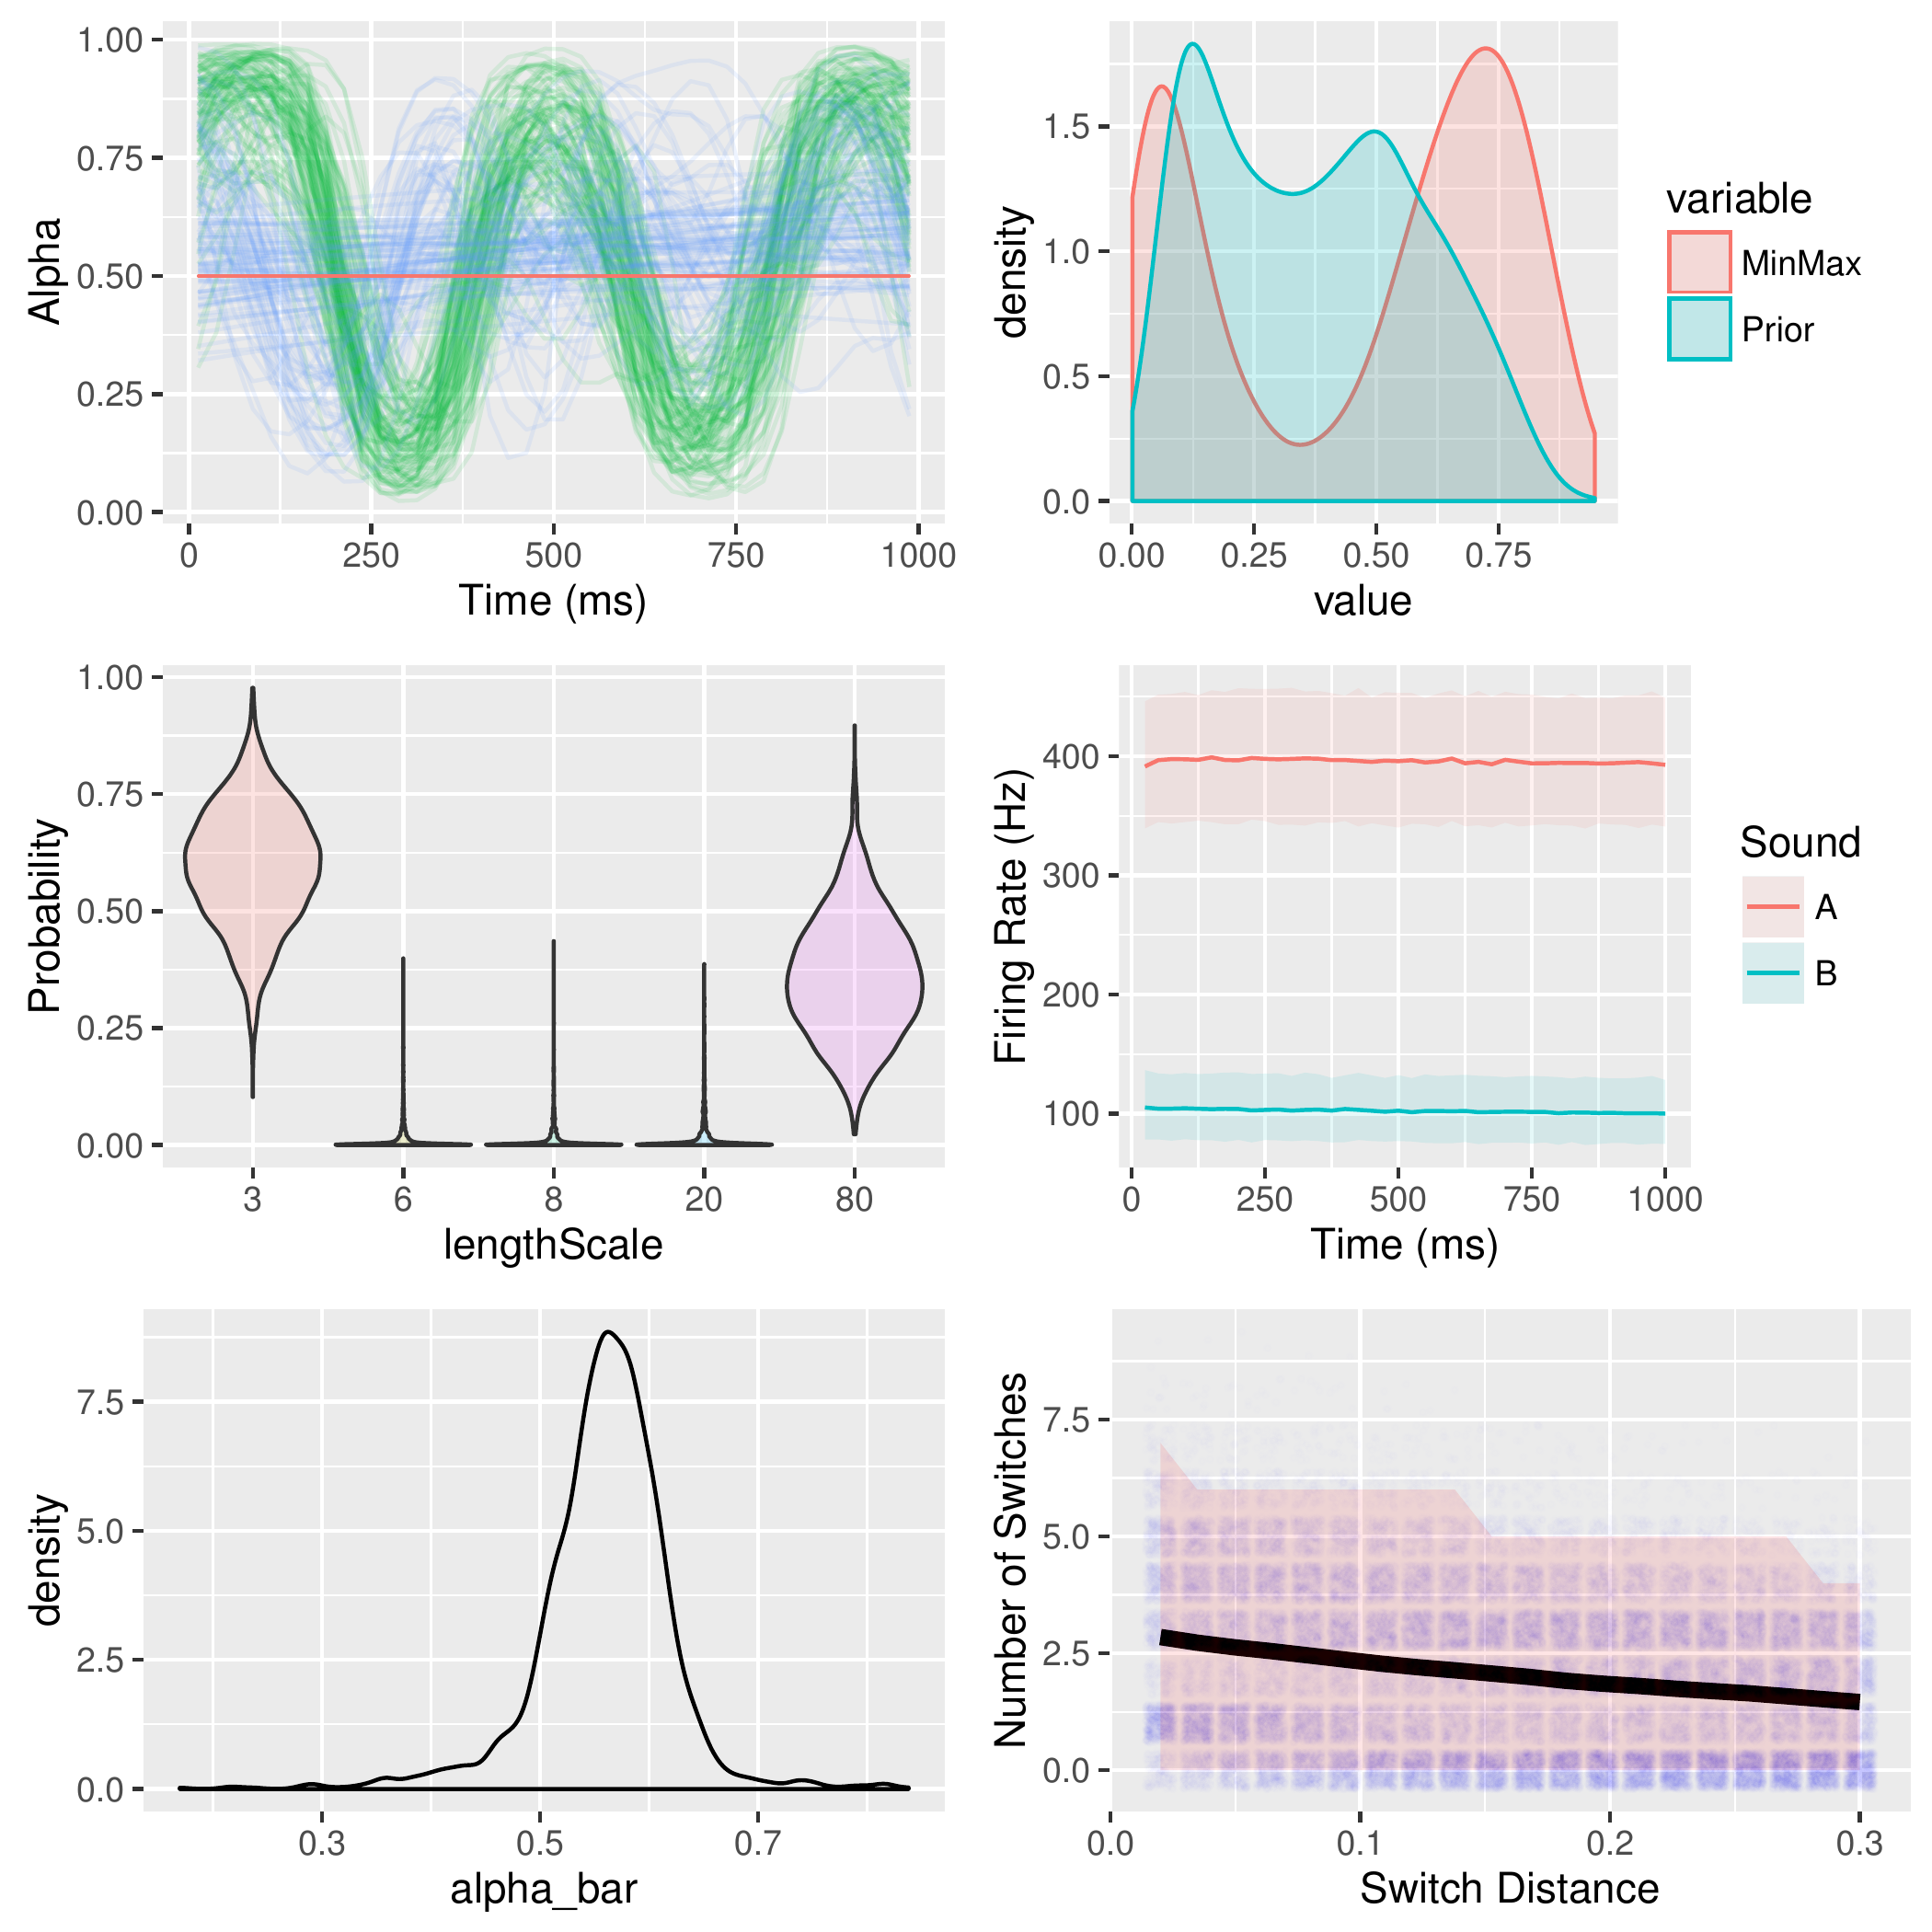 1.00
0.75
0.50
0.25
0.00
Alpha
0 250 500 750 1000
Time (ms)
1.5
1.0
0.5
0.0
density
0.00 0.25 0.50 0.75
value
variable
MinMax
Prior
1.00
0.75
0.50
0.25
0.00
Probability
3 6 8 20 80
lengthScale
400
300
200
100
Firing Rate (Hz)
0 250 500 750 1000
Time (ms)
Sound
A
B
7.5
5.0
2.5
0.0
density
0.3 0.5 0.7
alpha_bar
7.5
5.0
2.5
0.0
Number of Switches
0.0 0.1 0.2 0.3
Switch Distance